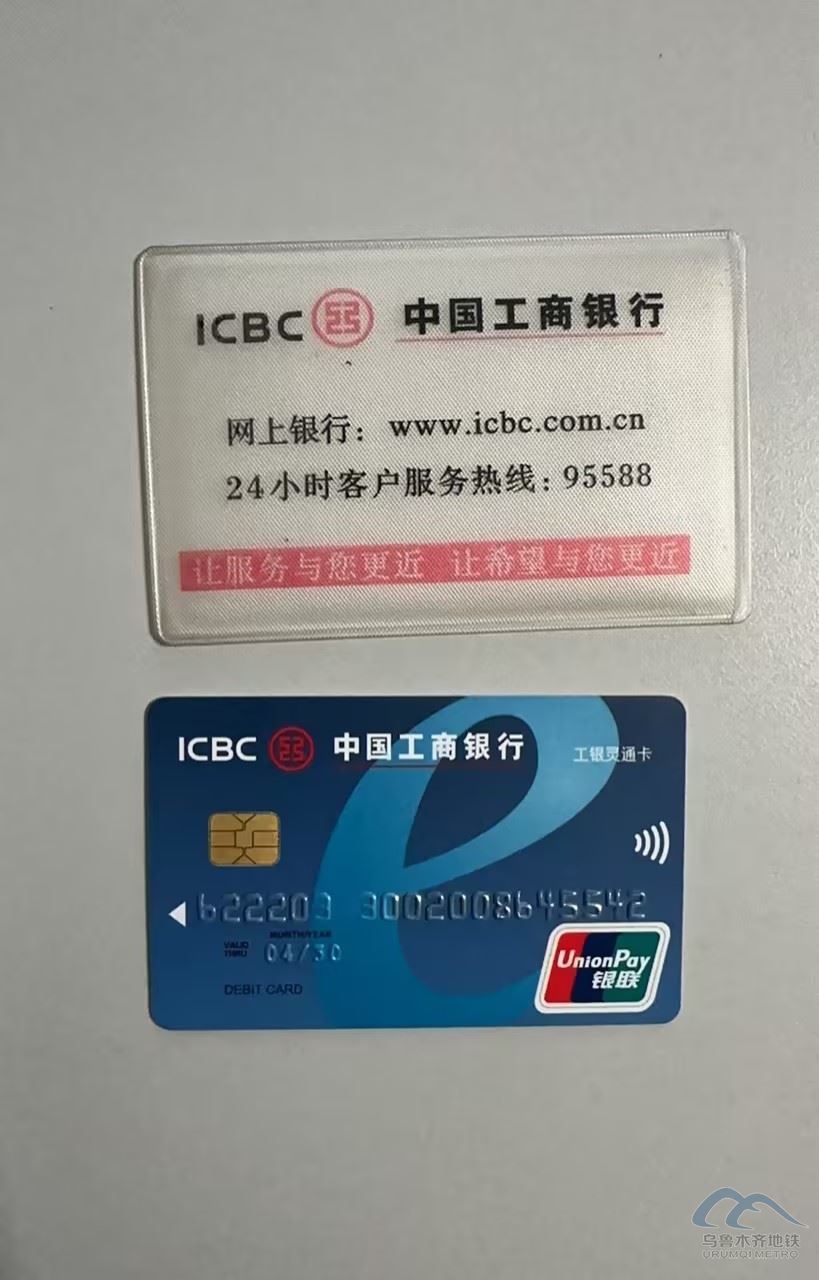 ICBC 中国工商银行
网上银行：www.icbc.com.cn
24小时客户服务热线：95588
让服务与您更近 让希望与您更近
ICBC 中国工商银行 工银灵通卡
622203 3002008645542
MONTH/YEAR
VALID THRU 04/30
DEBIT CARD
UnionPay
银联
乌鲁木齐地铁
URUMQI METRO